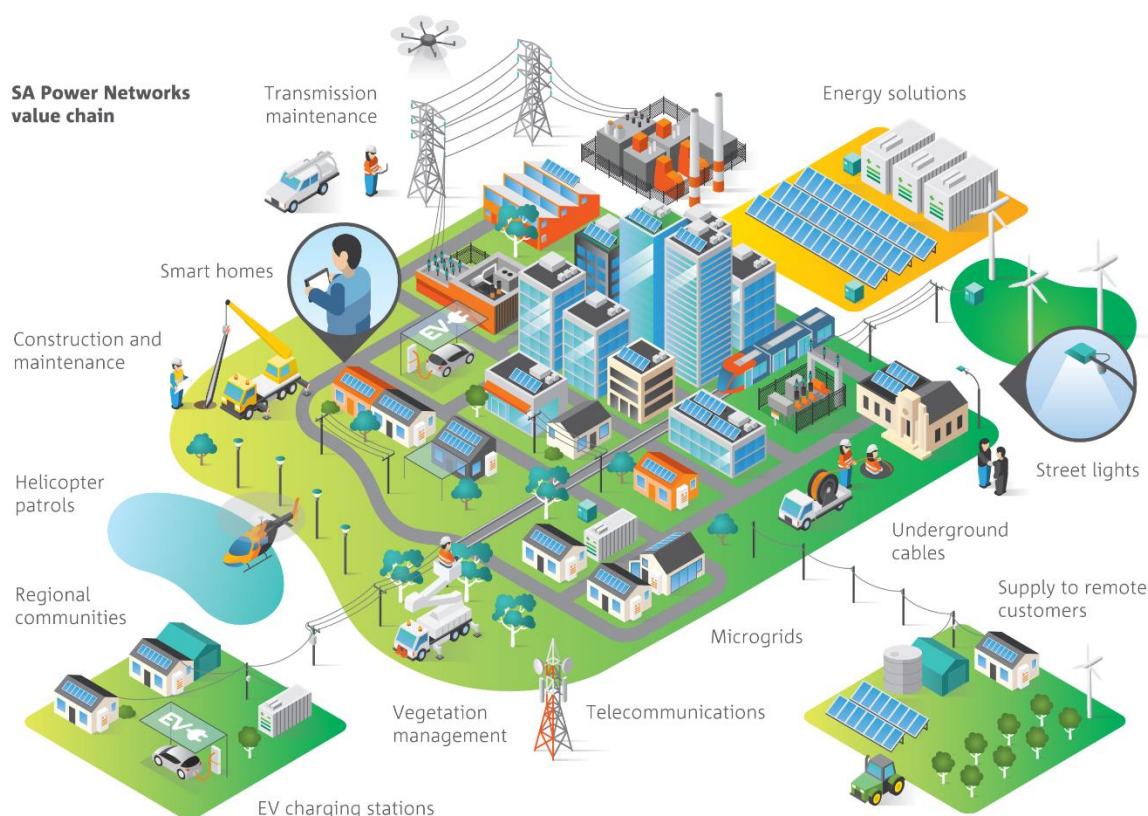 SA Power Networks
value chain
Transmission
maintenance
Energy solutions
Smart homes
EV
Construction and
maintenance
Street lights
Helicopter
patrols
Underground
cables
Regional
communities
Supply to remote
customers
Microgrids
EV
Vegetation
management
Telecommunications
EV charging stations